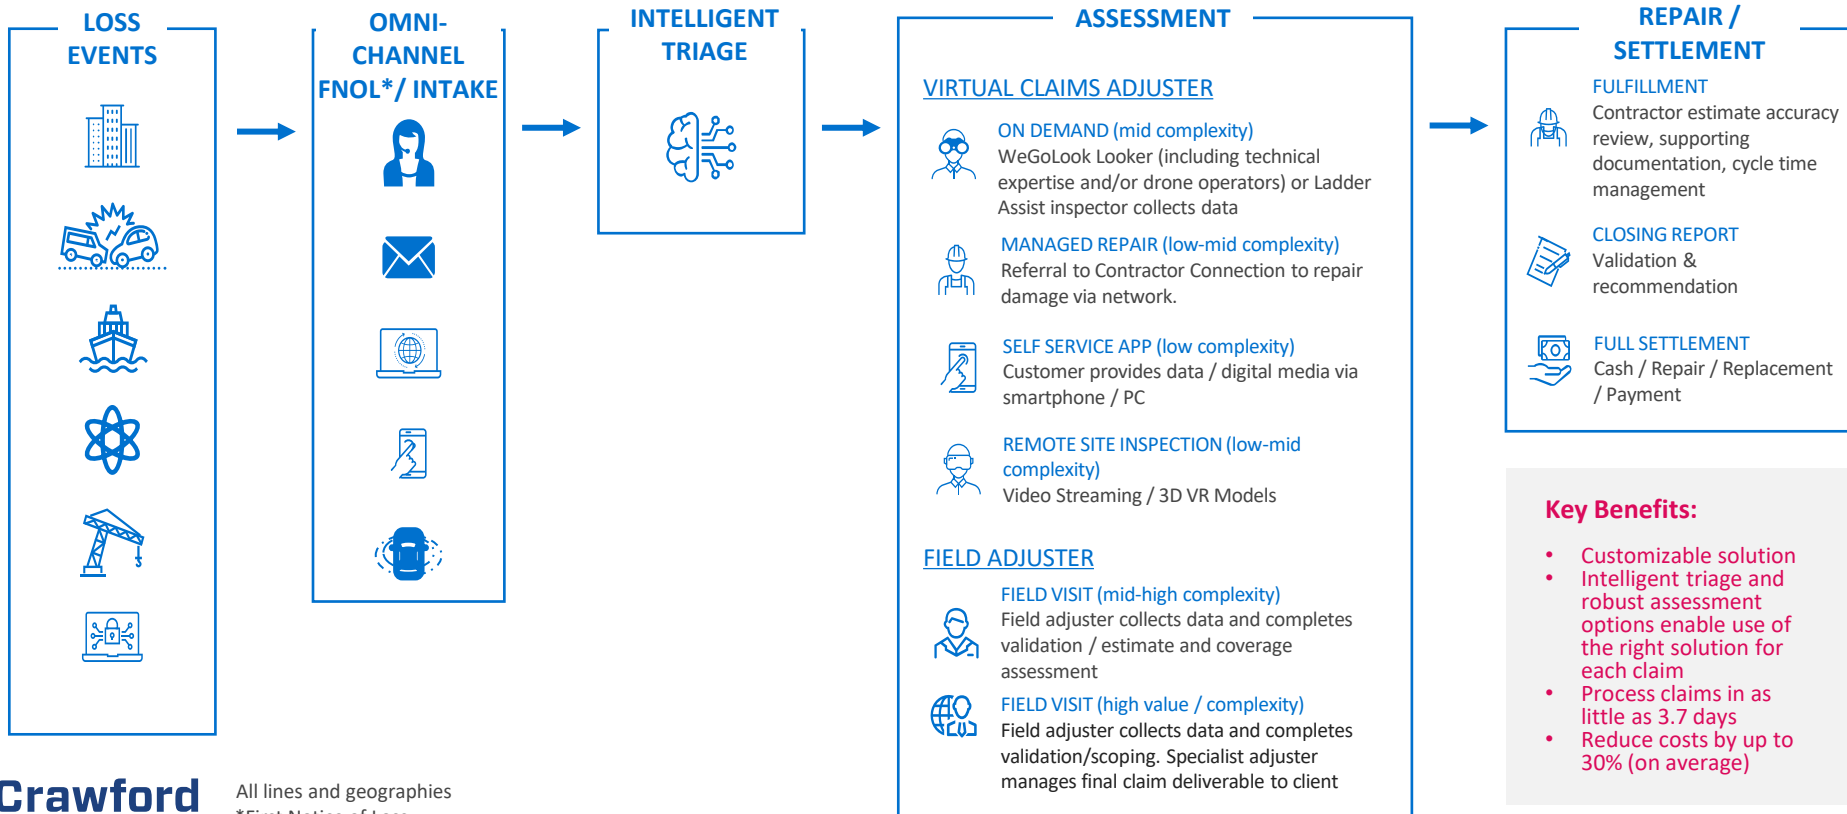 LOSS
EVENTS
OMNI-
CHANNEL
FNOL*/ INTAKE
INTELLIGENT
TRIAGE
ASSESSMENT
VIRTUAL CLAIMS ADJUSTER
ON DEMAND (mid complexity)
WeGoLook Looker (including technical
expertise and/or drone operators) or Ladder
Assist inspector collects data
MANAGED REPAIR (low-mid complexity)
Referral to Contractor Connection to repair
damage via network.
SELF SERVICE APP (low complexity)
Customer provides data / digital media via
smartphone / PC
REMOTE SITE INSPECTION (low-mid
complexity)
Video Streaming / 3D VR Models
FIELD ADJUSTER
FIELD VISIT (mid-high complexity)
Field adjuster collects data and completes
validation / estimate and coverage
assessment
FIELD VISIT (high value / complexity)
Field adjuster collects data and completes
validation/scoping. Specialist adjuster
manages final claim deliverable to client
REPAIR /
SETTLEMENT
FULFILLMENT
Contractor estimate accuracy
review, supporting
documentation, cycle time
management
CLOSING REPORT
Validation &
recommendation
FULL SETTLEMENT
Cash / Repair / Replacement
/ Payment
Key Benefits:
• Customizable solution
• Intelligent triage and
robust assessment
options enable use of
the right solution for
each claim
• Process claims in as
little as 3.7 days
• Reduce costs by up to
30% (on average)
Crawford
All lines and geographies
*First Notice of Loss